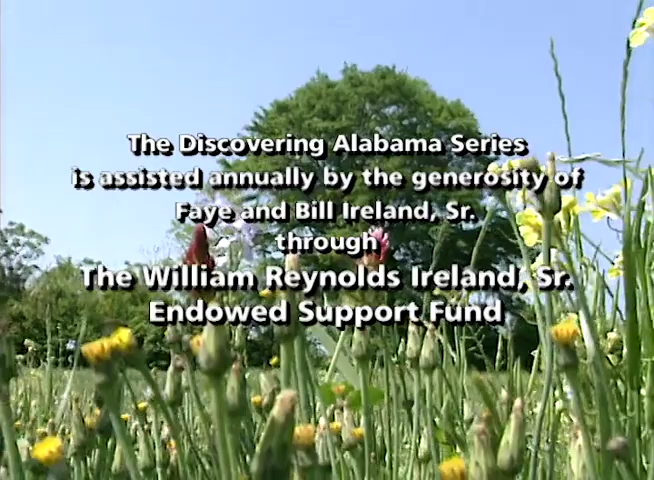 The Discovering Alabama Series
is assisted annually by the generosity of
Faye and Bill Ireland, Sr.
through
The William Reynolds Ireland, Sr.
Endowed Support Fund